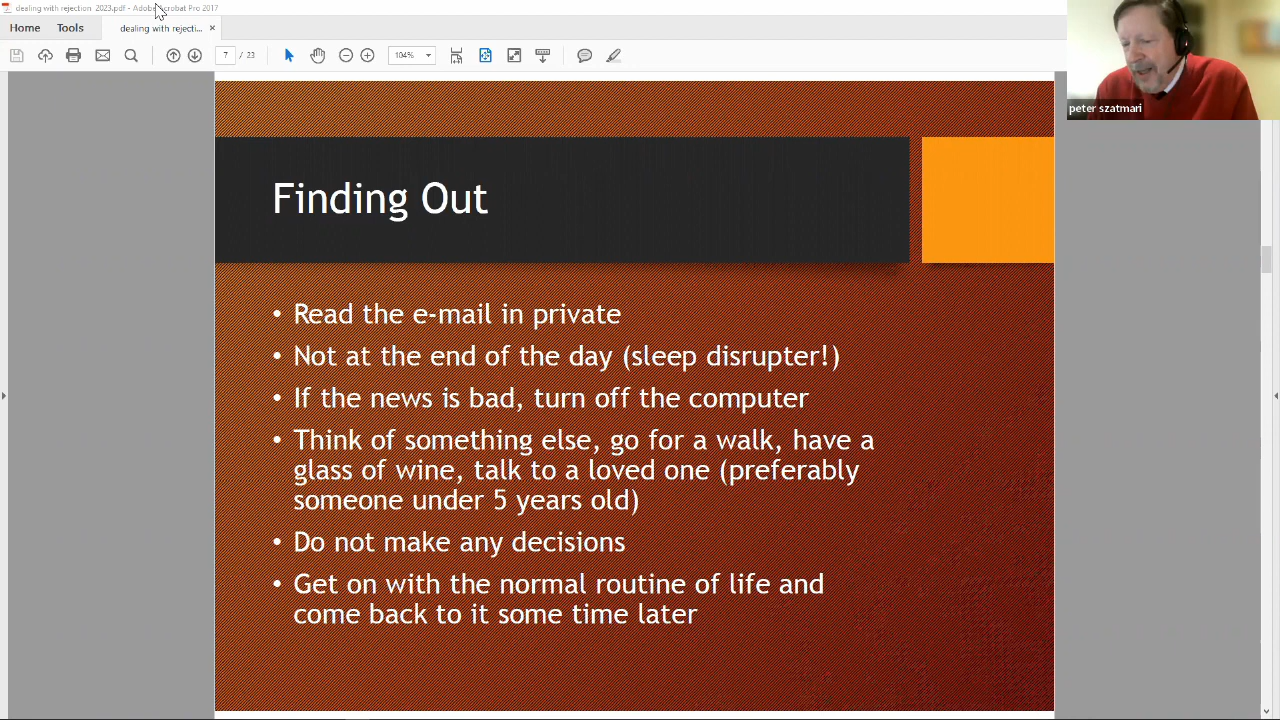 dealing with rejection 2023.pdf - Adobe Acrobat Pro 2017
Home Tools dealing with rejecti... ×
7 / 23 104%
peter szatmari
Finding Out
• Read the e-mail in private
• Not at the end of the day (sleep disrupter!)
• If the news is bad, turn off the computer
• Think of something else, go for a walk, have a
glass of wine, talk to a loved one (preferably
someone under 5 years old)
• Do not make any decisions
• Get on with the normal routine of life and
come back to it some time later